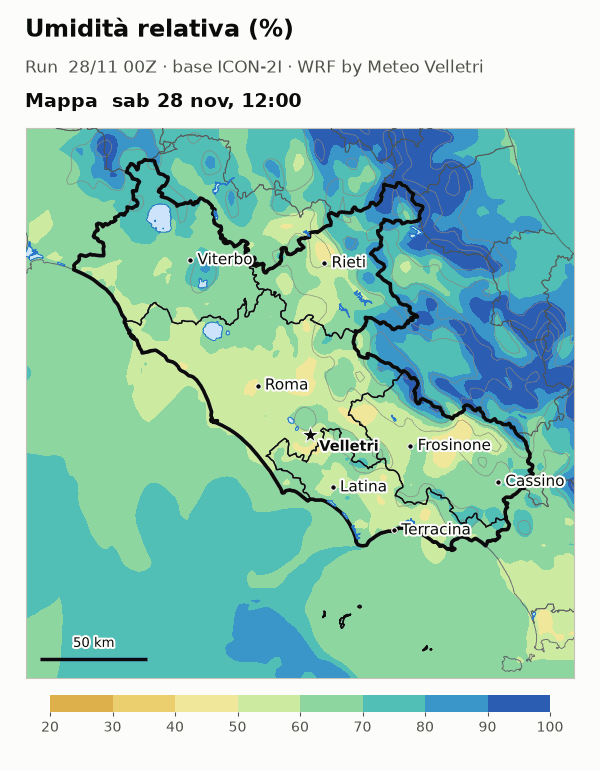 Umidità relativa (%)
Run 28/11 00Z · base ICON-2I · WRF by Meteo Velletri
Mappa sab 28 nov, 12:00
Viterbo
Rieti
Roma
Velletri
Frosinone
Cassino
Latina
Terracina
50 km
20 30 40 50 60 70 80 90 100